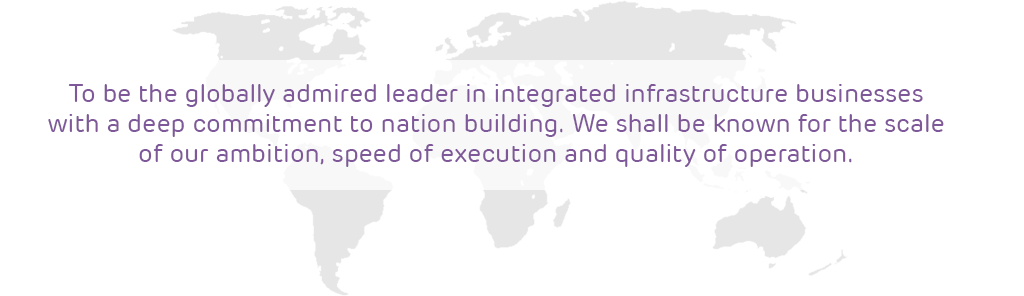 To be the globally admired leader in integrated infrastructure businesses
with a deep commitment to nation building. We shall be known for the scale
of our ambition, speed of execution and quality of operation.